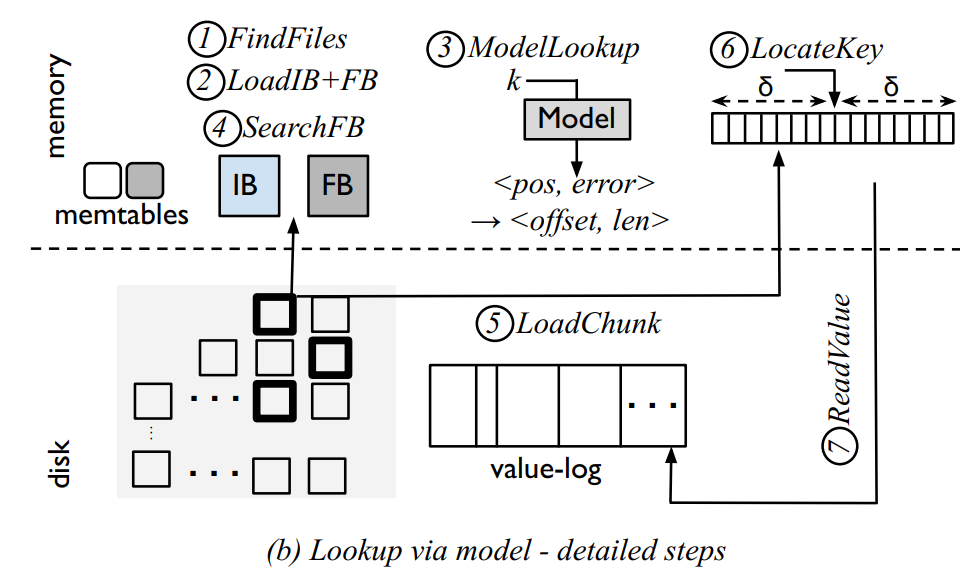 ① FindFiles
② LoadIB+FB
④ SearchFB
③ ModelLookup
k
Model
<pos, error>
→ <offset, len>
⑥ LocateKey
δ δ
memory
IB FB
memtables
⑤ LoadChunk
⑦ ReadValue
. . .
value-log
disk
(b) Lookup via model - detailed steps